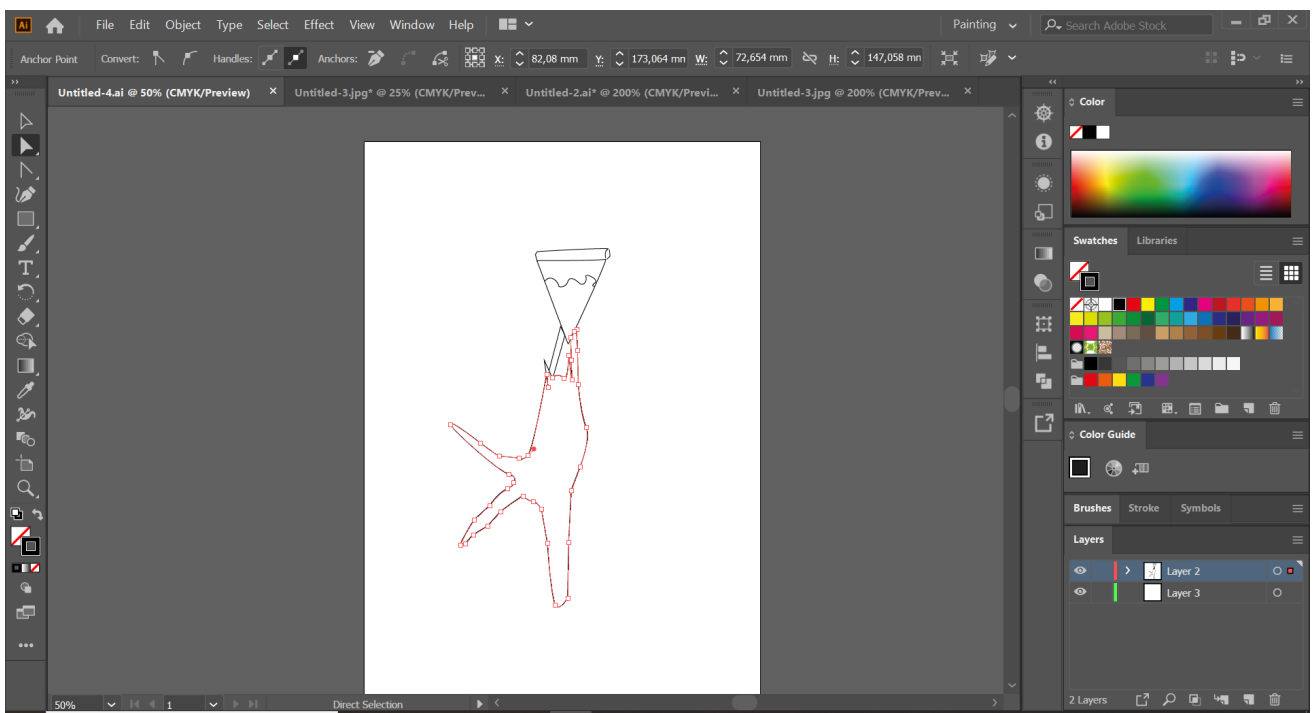 Ai File Edit Object Type Select Effect View Window Help Painting Search Adobe Stock
Anchor Point Convert: Handles: Anchors: X: 82,08 mm Y: 173,064 mn W: 72,654 mm H: 147,058 mn
Untitled-4.ai @ 50% (CMYK/Preview) × Untitled-3.jpg* @ 25% (CMYK/Prev... × Untitled-2.ai* @ 200% (CMYK/Previ... × Untitled-3.jpg @ 200% (CMYK/Prev... ×
Color
Swatches Libraries
Color Guide
Brushes Stroke Symbols
Layers
Layer 2
Layer 3
2 Layers
50% 1 Direct Selection